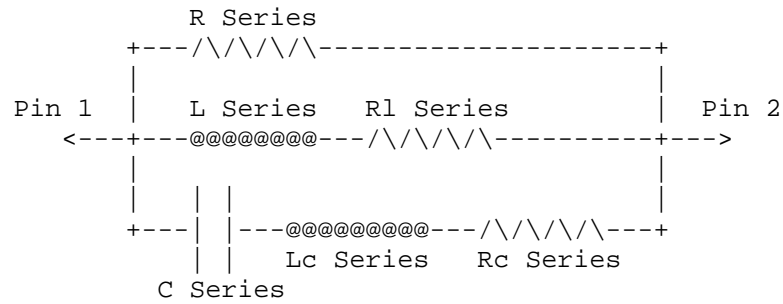 R Series
Pin 1 L Series Rl Series Pin 2
Lc Series Rc Series
C Series